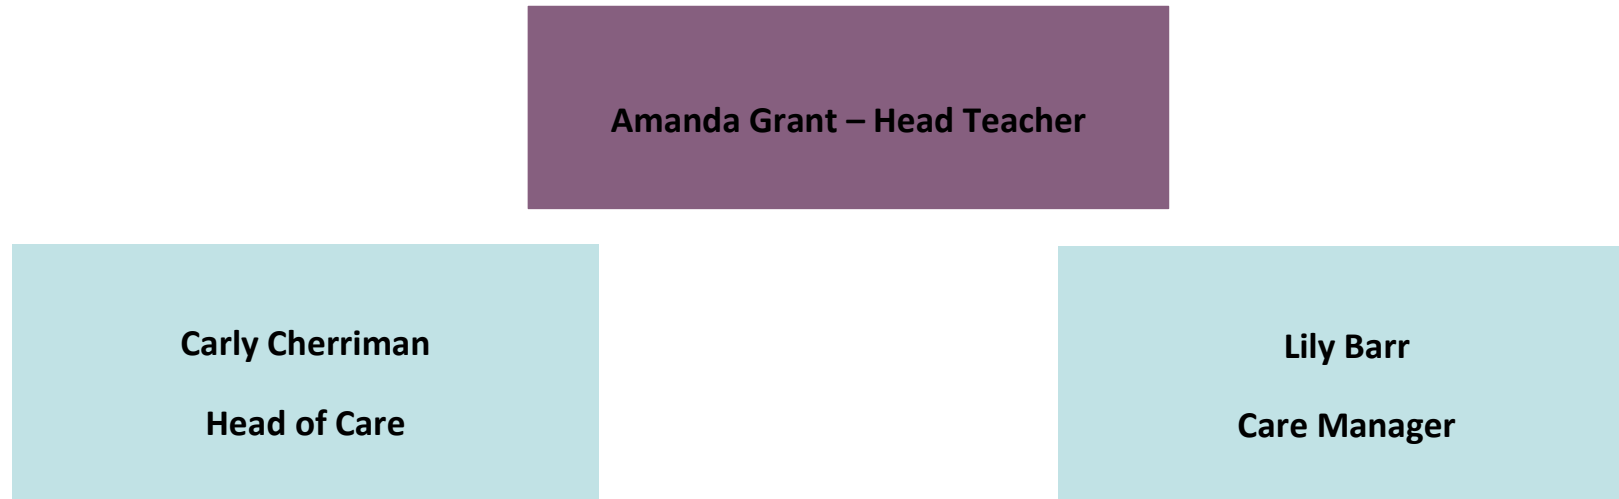 Amanda Grant – Head Teacher
Carly Cherriman
Head of Care
Lily Barr
Care Manager